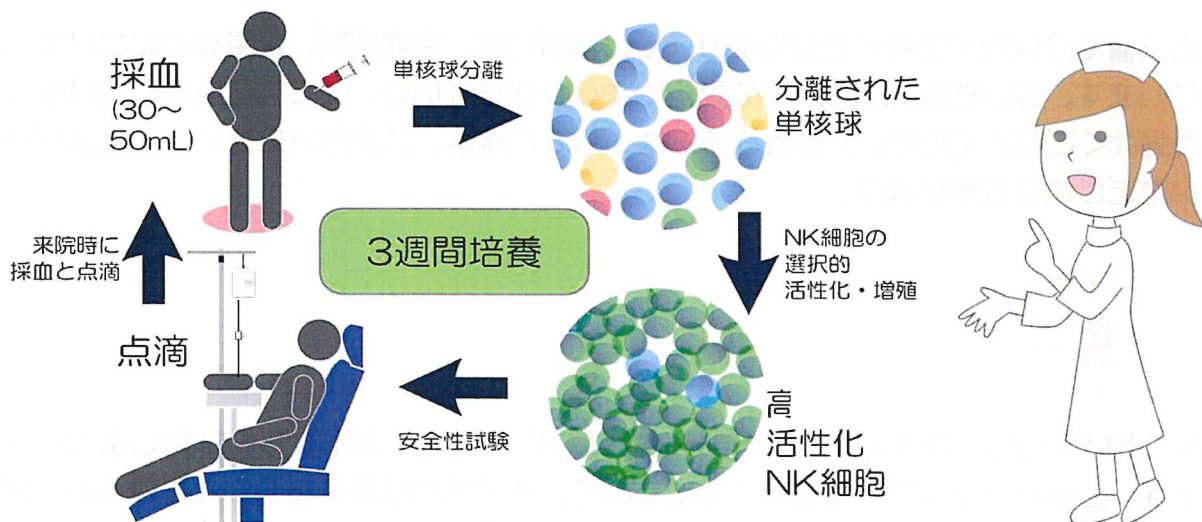 採血
(30～
50mL)
単核球分離
分離された
単核球
3週間培養
NK細胞の
選択的
活性化・増殖
来院時に
採血と点滴
点滴
安全性試験
高
活性化
NK細胞